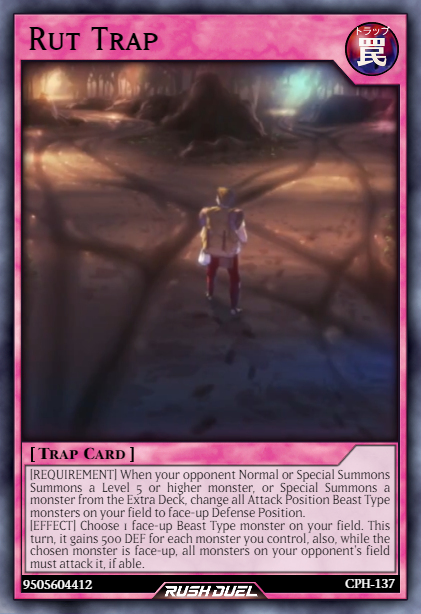 Rut Trap
トラップ
罠
[ Trap Card ]
[REQUIREMENT] When your opponent Normal or Special Summons
Summons a Level 5 or higher monster, or Special Summons a
monster from the Extra Deck, change all Attack Position Beast Type
monsters on your field to face-up Defense Position.
[EFFECT] Choose 1 face-up Beast Type monster on your field. This
turn, it gains 500 DEF for each monster you control, also, while the
chosen monster is face-up, all monsters on your opponent's field
must attack it, if able.
9505604412
RUSH DUEL
CPH-137